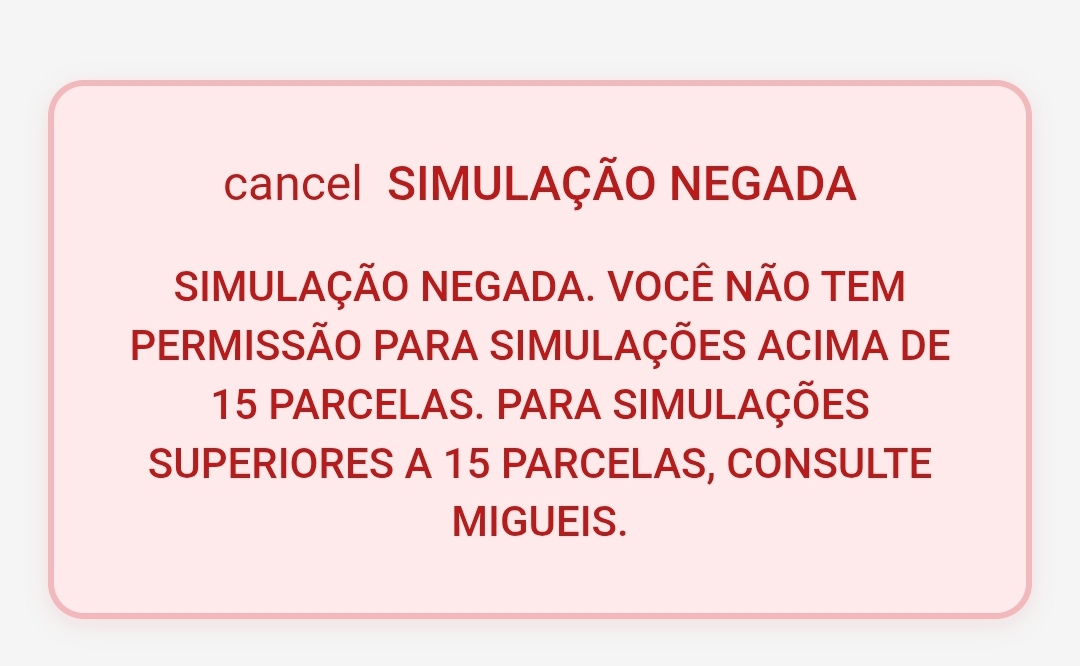 cancel SIMULAÇÃO NEGADA
SIMULAÇÃO NEGADA. VOCÊ NÃO TEM
PERMISSÃO PARA SIMULAÇÕES ACIMA DE
15 PARCELAS. PARA SIMULAÇÕES
SUPERIORES A 15 PARCELAS, CONSULTE
MIGUEIS.